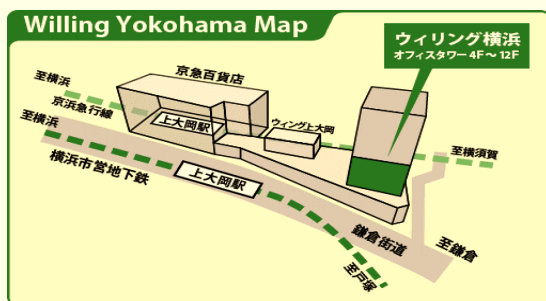 Willing Yokohama Map
ウィリング横浜
オフィスタワー4F～12F
京急百貨店
至横浜
京浜急行線
上大岡駅
ウィング上大岡
至横須賀
至横浜
横浜市営地下鉄
上大岡駅
鎌倉街道
至鎌倉
至戸塚